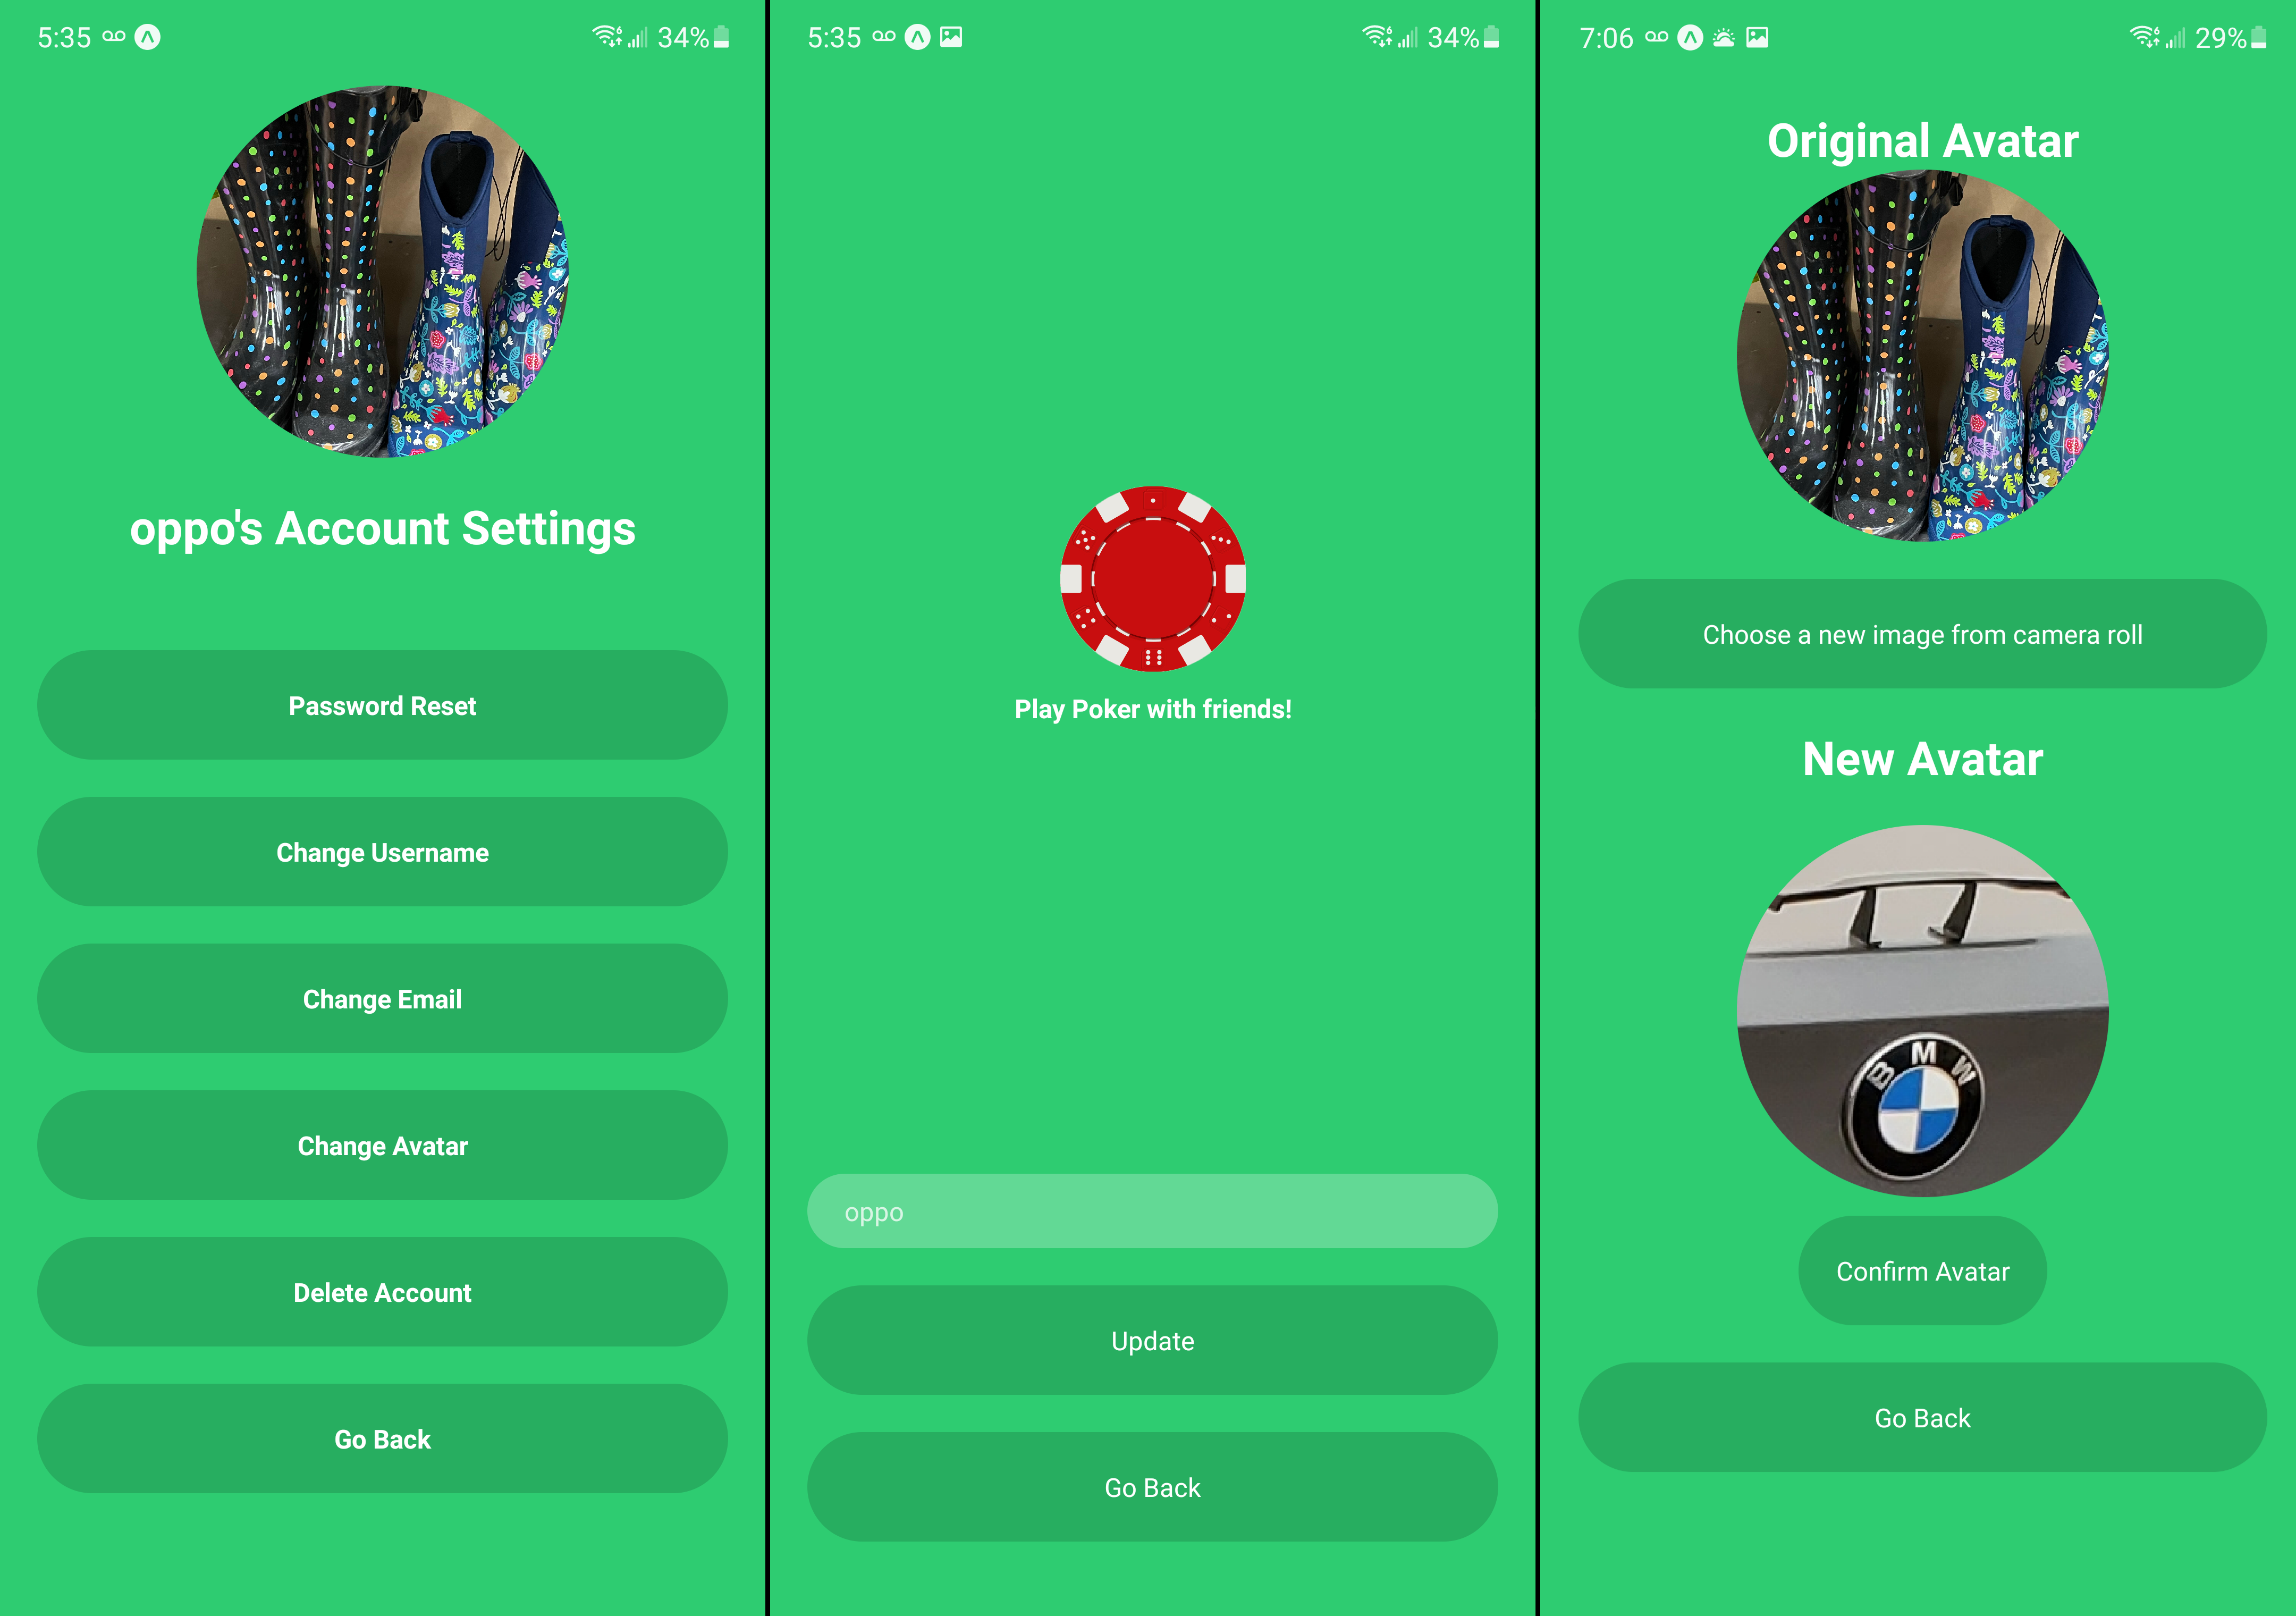 5:35
34%
oppo's Account Settings
Password Reset
Change Username
Change Email
Change Avatar
Delete Account
Go Back
5:35
34%
Play Poker with friends!
oppo
Update
Go Back
7:06
29%
Original Avatar
Choose a new image from camera roll
New Avatar
BMW
Confirm Avatar
Go Back